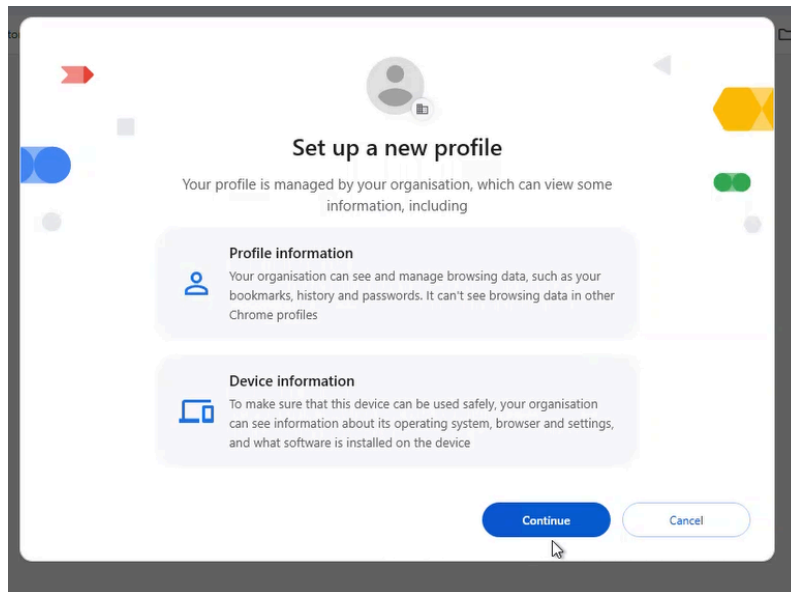 to
Set up a new profile
Your profile is managed by your organisation, which can view some
information, including
Profile information
Your organisation can see and manage browsing data, such as your
bookmarks, history and passwords. It can't see browsing data in other
Chrome profiles
Device information
To make sure that this device can be used safely, your organisation
can see information about its operating system, browser and settings,
and what software is installed on the device
Continue
Cancel